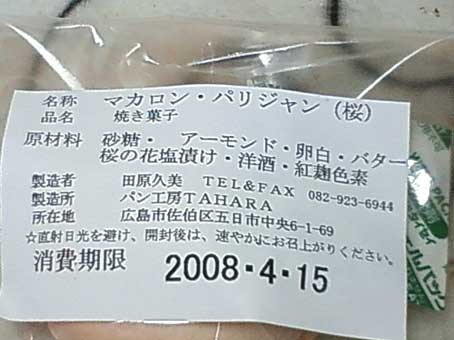 名称 マカロン・パリジャン(桜)
品名 焼き菓子
原材料 砂糖・ アーモンド・卵白・バター
桜の花塩漬け・洋酒・紅麹色素
製造者 田原久美 TEL&FAX 082-923-6944
製造所 パン工房TAHARA
所在地 広島市佐伯区五日市中央6-1-69
☆直射日光を避け、開封後は、速やかにお召上がりください。
消費期限 2008・4・15